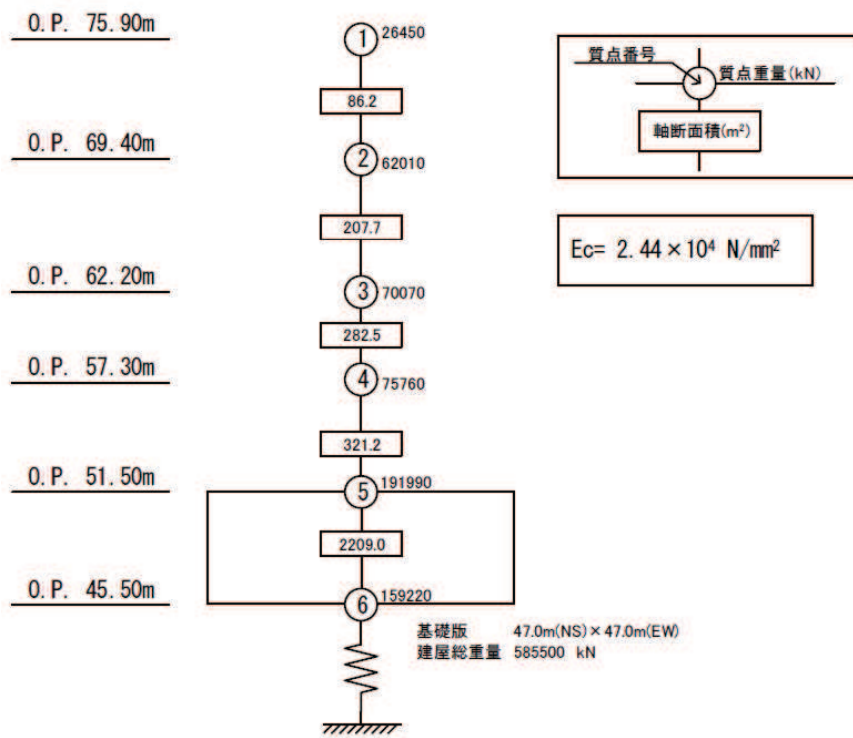 O.P. 75.90m
1
26450
86.2
O.P. 69.40m
2
62010
207.7
O.P. 62.20m
3
70070
282.5
O.P. 57.30m
4
75760
321.2
O.P. 51.50m
5
191990
2209.0
O.P. 45.50m
6
159220
基礎版 47.0m(NS)×47.0m(EW)
建屋総重量 585500 kN
質点番号
質点重量(kN)
軸断面積(m²)
Ec= 2.44×10⁴ N/mm²